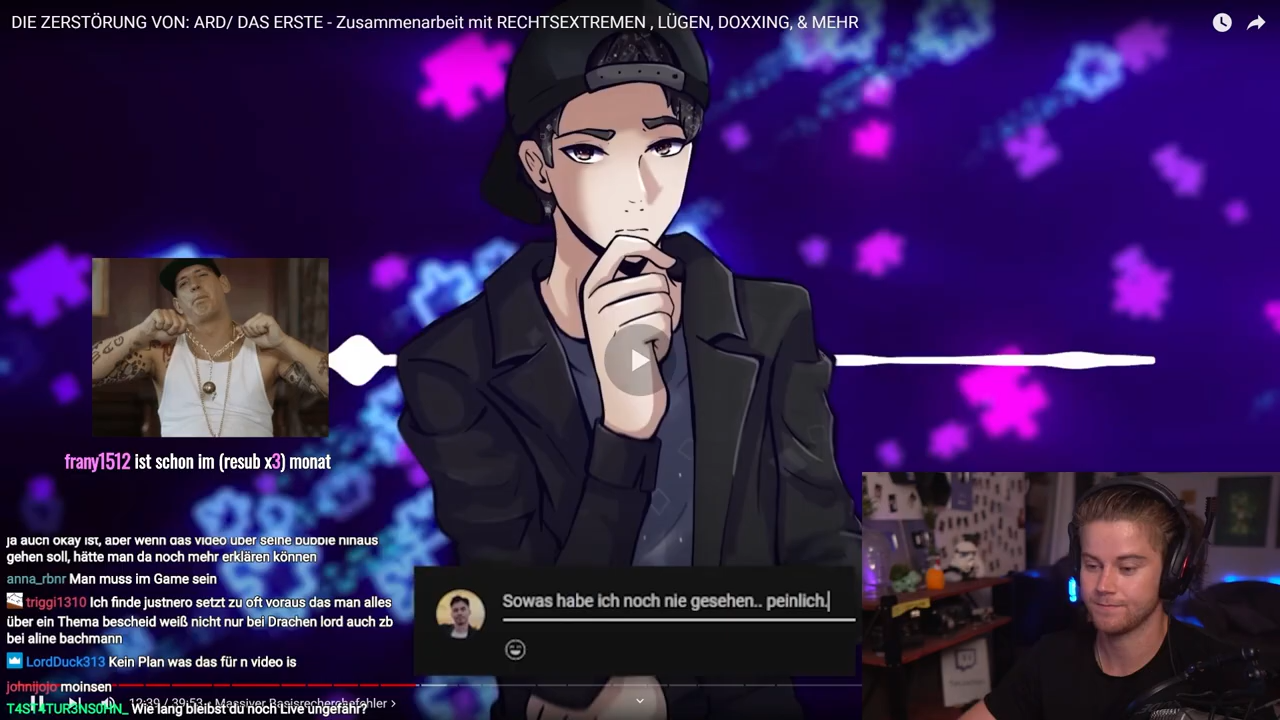 DIE ZERSTÖRUNG VON: ARD/ DAS ERSTE - Zusammenarbeit mit RECHTSEXTREMEN , LÜGEN, DOXXING, & MEHR
frany1512 ist schon im (resub x3) monat
ja auch okay ist, aber wenn das video über seine bubble hinaus
gehen soll, hätte man da noch mehr erklären können
anna_rbnr Man muss im Game sein
triggi1310 Ich finde justnero setzt zu oft voraus das man alles
über ein Thema bescheid weiß nicht nur bei Drachen lord auch zb
bei aline bachmann
LordDuck313 Kein Plan was das für n video is
johnijojo moinsen
12:39 / 39:53 • Massiver Basisrecherchefehler
T4ST4TUR3NS0HN_ Wie lang bleibst du noch Live ungefähr?
Sowas habe ich noch nie gesehen.. peinlich.